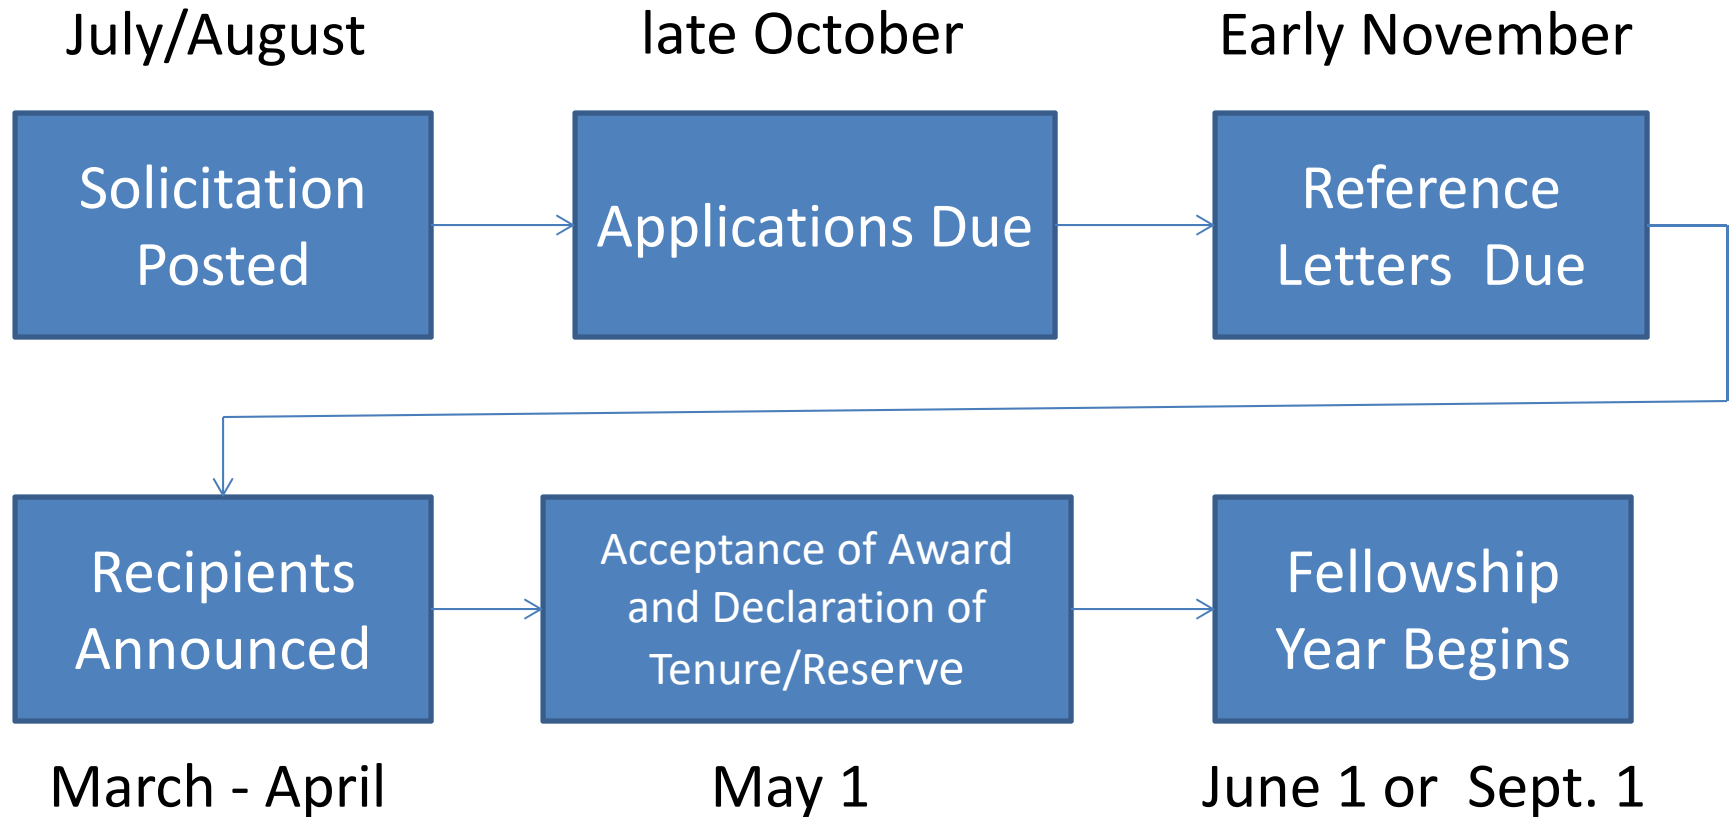 July/August
late October
Early November
Solicitation
Posted
Applications Due
Reference
Letters  Due
Recipients
Announced
Acceptance of Award
and Declaration of
Tenure/Reserve
Fellowship
Year Begins
March - April
May 1
June 1 or  Sept. 1